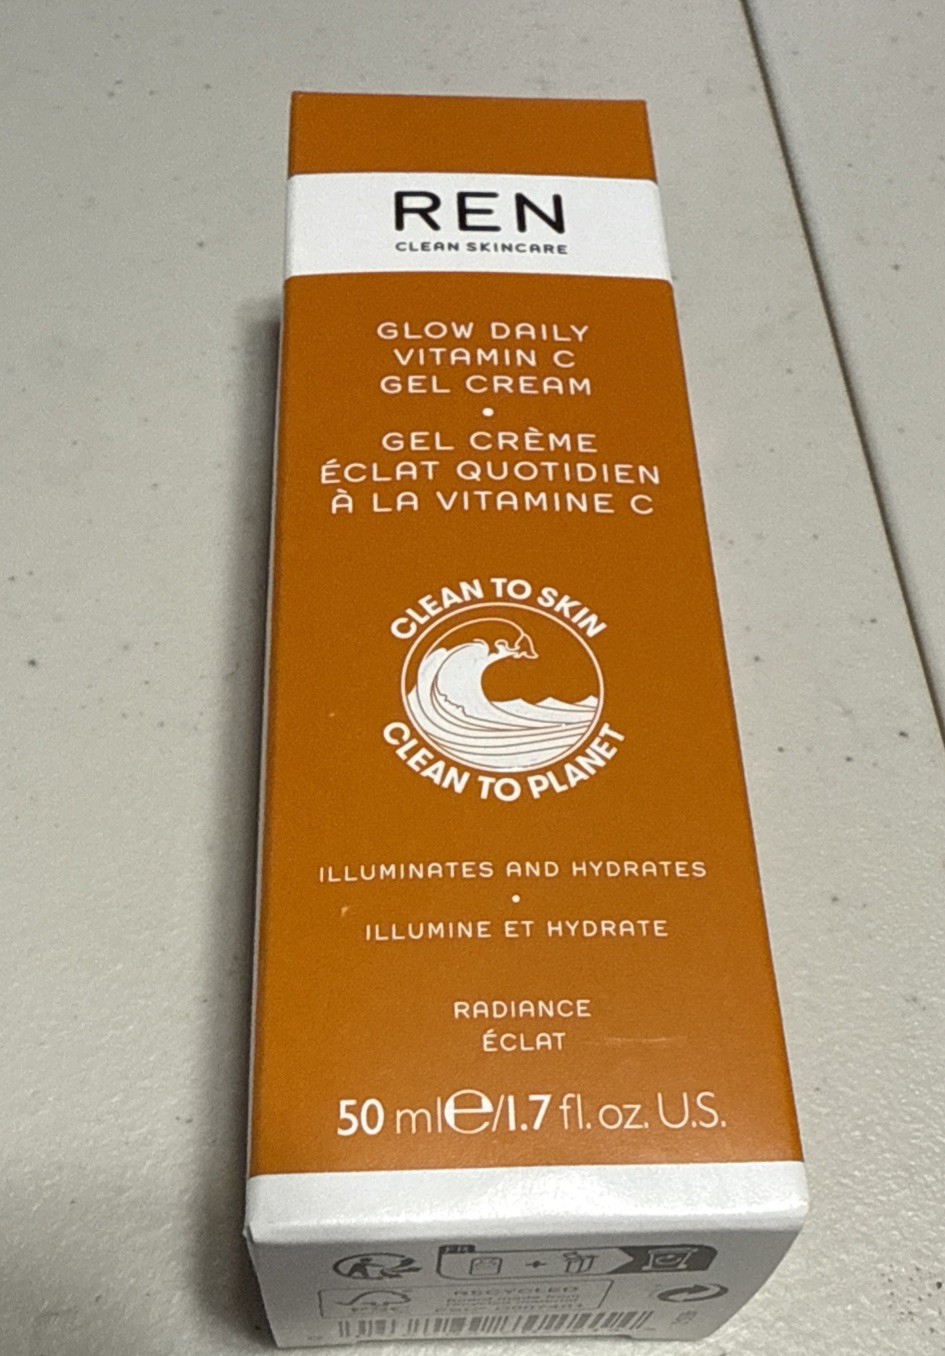 REN
CLEAN SKINCARE
GLOW DAILY
VITAMIN C
GEL CREAM
•
GEL CRÈME
ÉCLAT QUOTIDIEN
À LA VITAMINE C
CLEAN TO SKIN
CLEAN TO PLANET
ILLUMINATES AND HYDRATES
•
ILLUMINE ET HYDRATE
RADIANCE
ÉCLAT
50 ml℮/1.7 fl. oz. U.S.
FR
+
RECYCLED